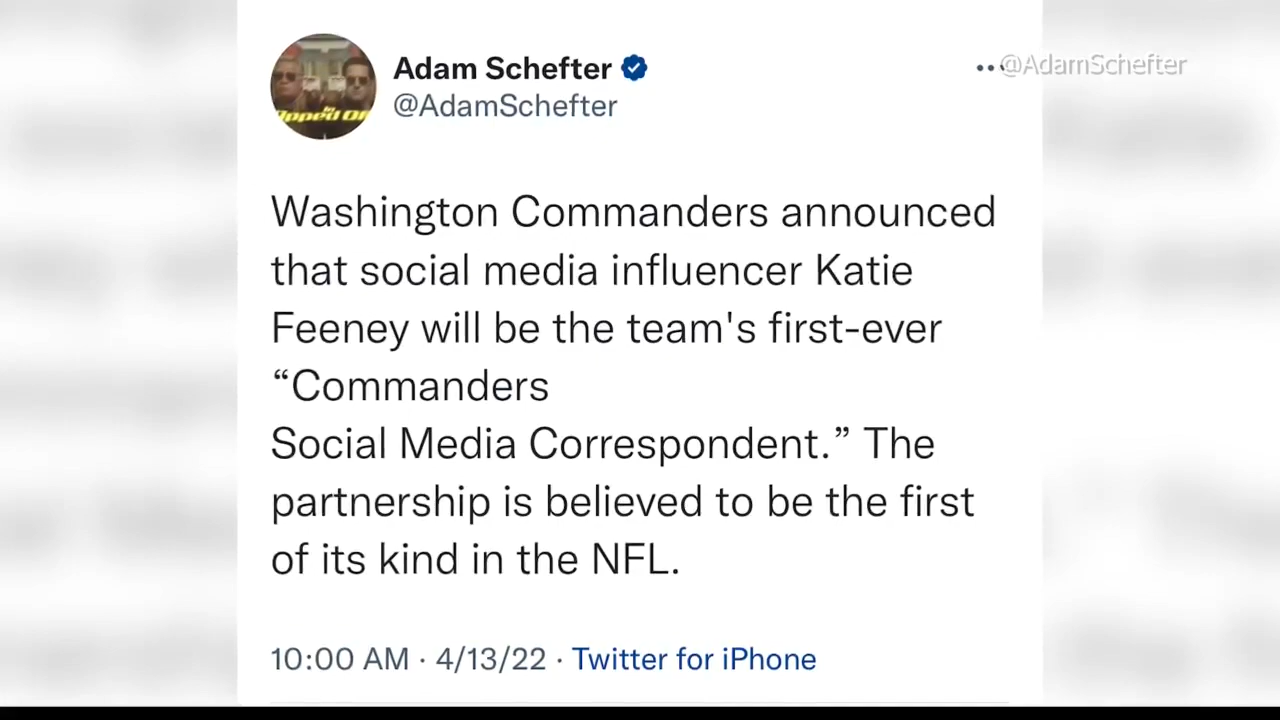 Adam Schefter
@AdamSchefter
@AdamSchefter
Washington Commanders announced
that social media influencer Katie
Feeney will be the team's first-ever
“Commanders
Social Media Correspondent.” The
partnership is believed to be the first
of its kind in the NFL.
10:00 AM · 4/13/22 · Twitter for iPhone